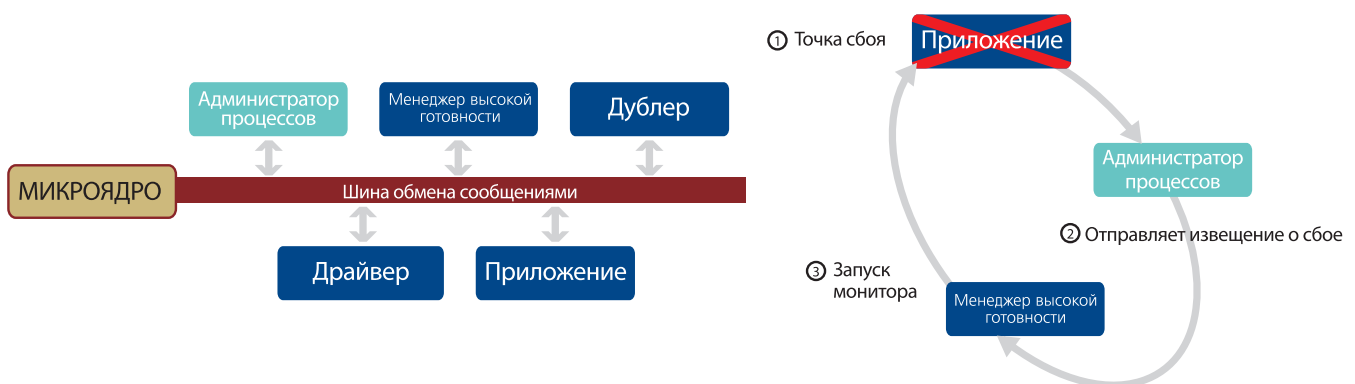 Администратор
процессов
Менеджер высокой
готовности
Дублер
МИКРОЯДРО
Шина обмена сообщениями
Драйвер
Приложение
1 Точка сбоя
Приложение
Администратор
процессов
2 Отправляет извещение о сбое
3 Запуск
монитора
Менеджер высокой
готовности